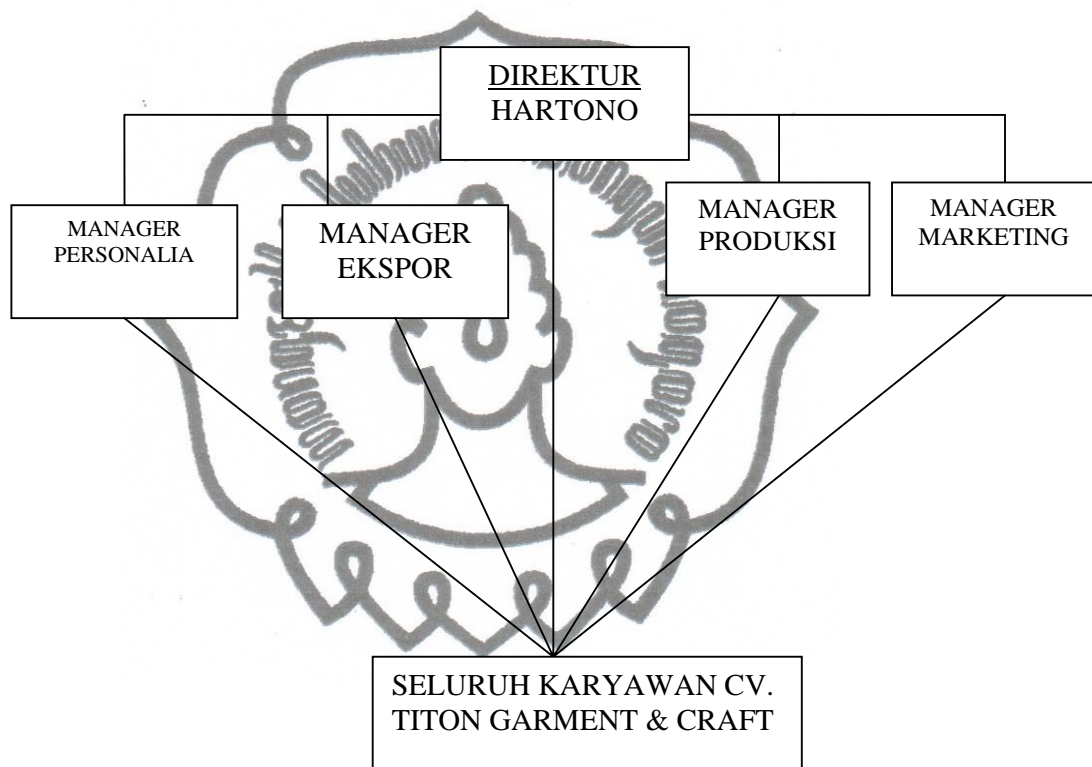 DIREKTUR
HARTONO
MANAGER
PERSONALIA
MANAGER
EKSPOR
MANAGER
PRODUKSI
MANAGER
MARKETING
SELURUH KARYAWAN CV.
TITON GARMENT & CRAFT